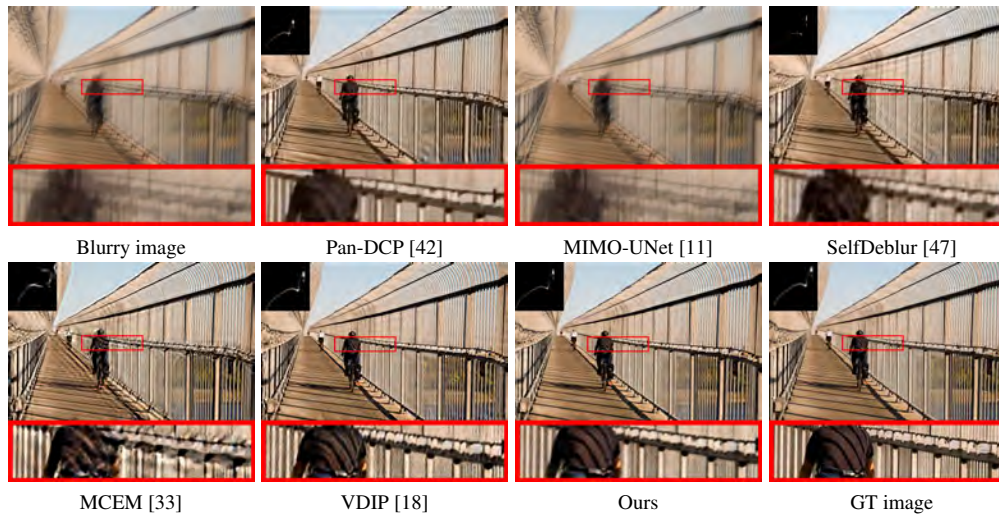 Blurry image
Pan-DCP [42]
MIMO-UNet [11]
SelfDeblur [47]
MCEM [33]
VDIP [18]
Ours
GT image